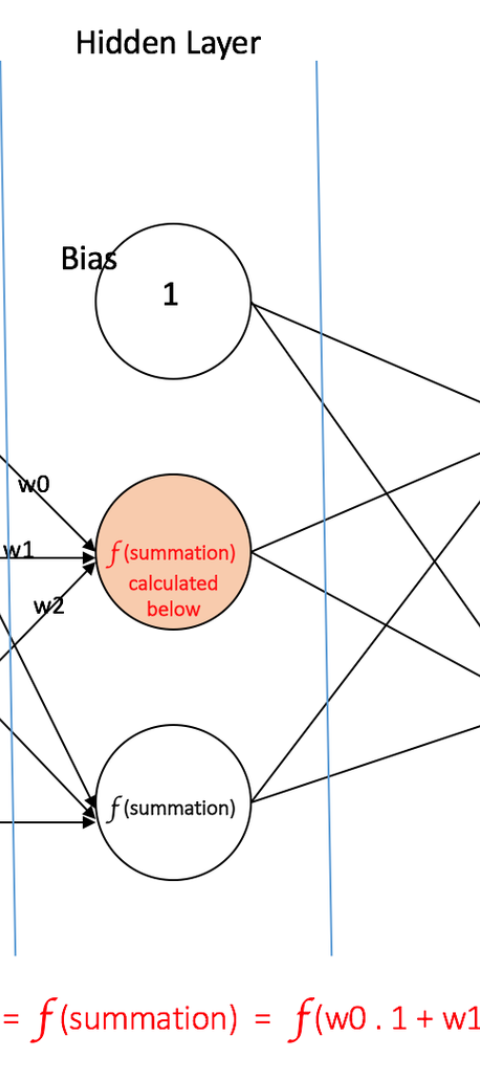 Hidden Layer
Bias
1
w0
w1
w2
f(summation)
calculated
below
f(summation)
= f(summation) = f(w0 . 1 + w1